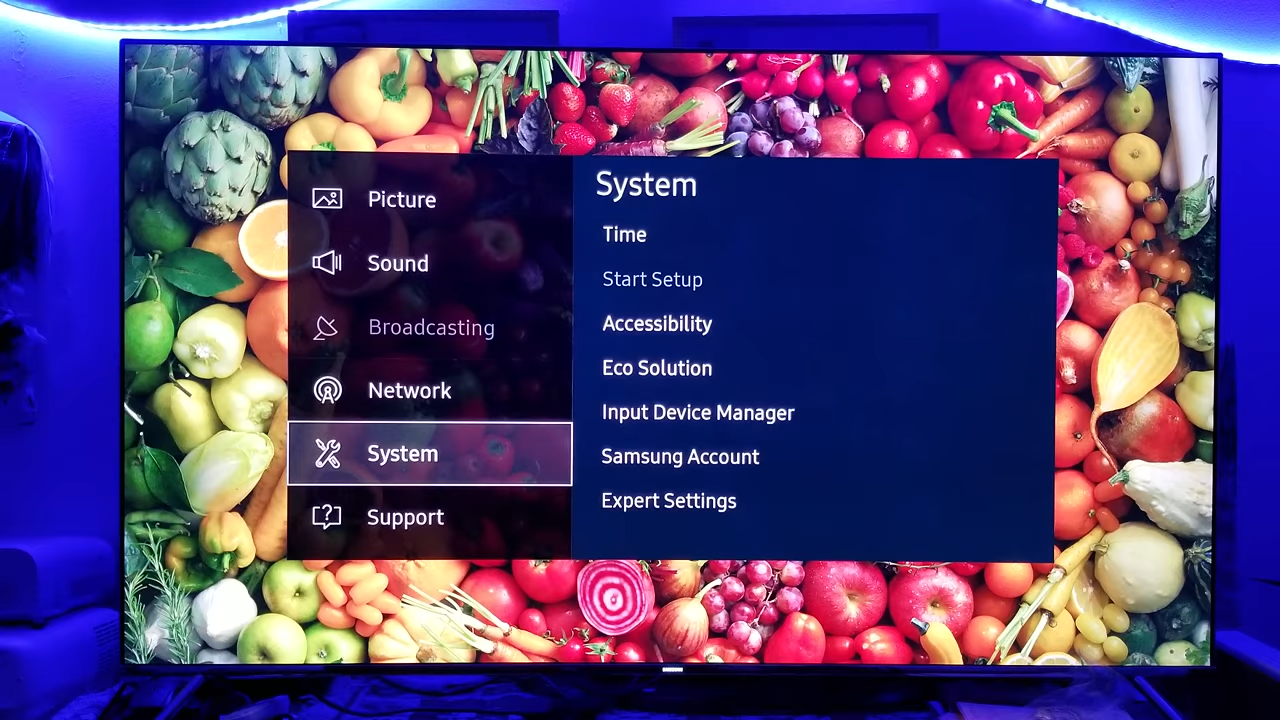 Picture
Sound
Broadcasting
Network
System
Support
System
Time
Start Setup
Accessibility
Eco Solution
Input Device Manager
Samsung Account
Expert Settings